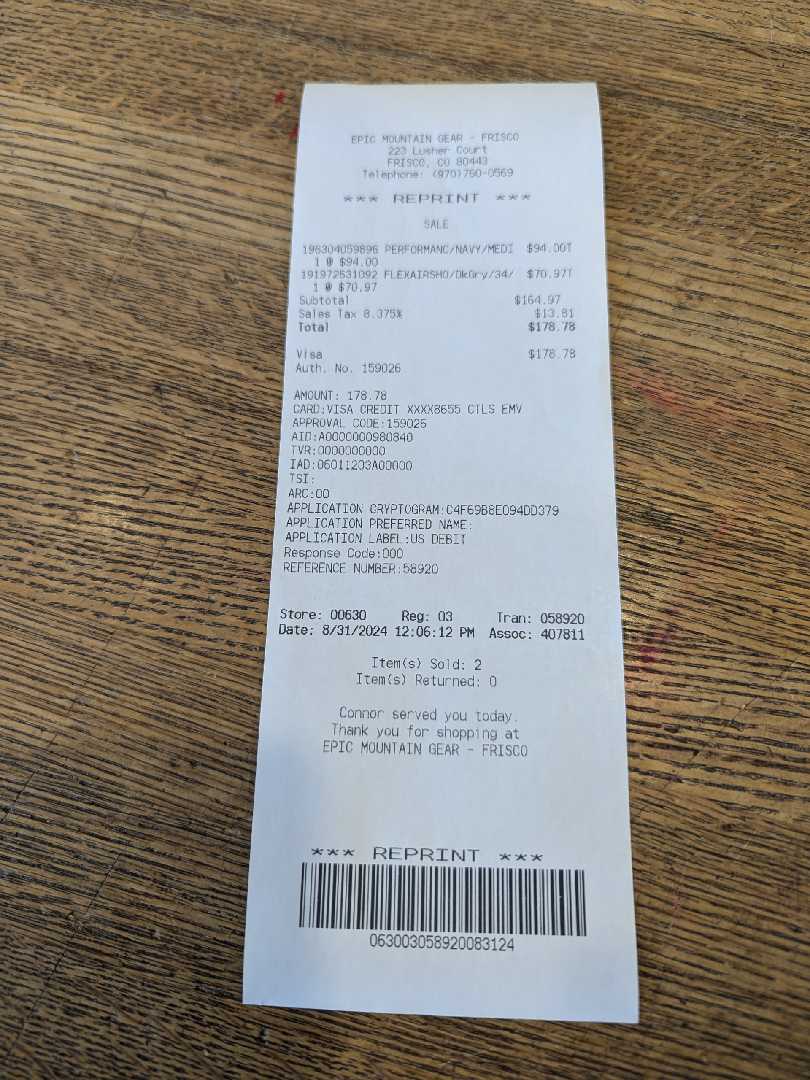 EPIC MOUNTAIN GEAR - FRISCO
223 Lusher Court
FRISCO, CO 80443
Telephone: (970)760-0569
*** REPRINT ***
SALE
196304059896 PERFORMANC/NAVY/MEDI $94.00T
1 @ $94.00
191972531092 FLEXAIRSHO/DkGry/34/ $70.97T
1 @ $70.97
Subtotal $164.97
Sales Tax 8.375% $13.81
Total $178.78
Visa $178.78
Auth. No. 159026
AMOUNT: 178.78
CARD:VISA CREDIT XXXX8655 CTLS EMV
APPROVAL CODE:159026
AID:A0000000980840
TVR:0000000000
IAD:06011203A00000
TSI:
ARC:00
APPLICATION CRYPTOGRAM:C4F69B8E094DD379
APPLICATION PREFERRED NAME:
APPLICATION LABEL:US DEBIT
Response Code:000
REFERENCE NUMBER:58920
Store: 00630 Reg: 03 Tran: 058920
Date: 8/31/2024 12:06:12 PM Assoc: 407811
Item(s) Sold: 2
Item(s) Returned: 0
Connor served you today.
Thank you for shopping at
EPIC MOUNTAIN GEAR - FRISCO
*** REPRINT ***
063003058920083124